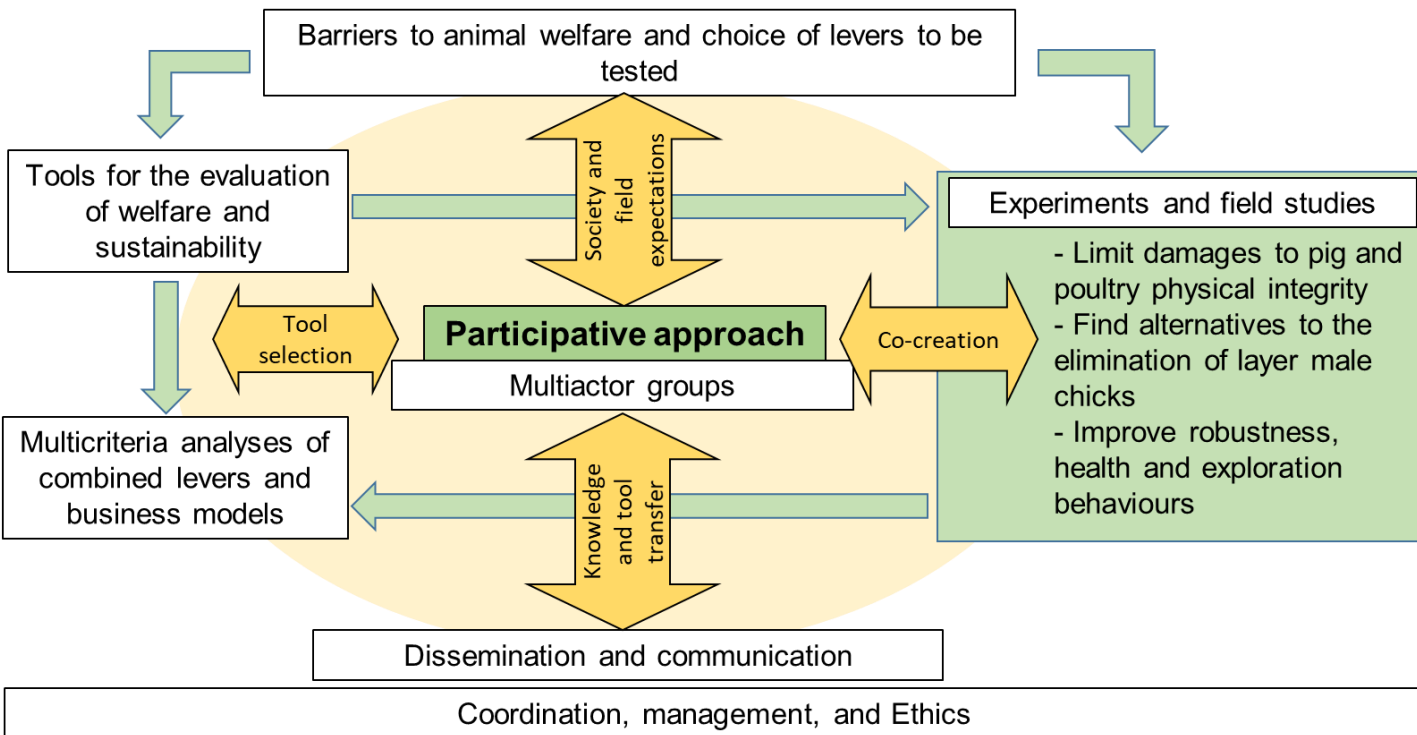 Barriers to animal welfare and choice of levers to be
tested
Tools for the evaluation
of welfare and
sustainability
Society and
field
expectations
Experiments and field studies
- Limit damages to pig and
poultry physical integrity
- Find alternatives to the
elimination of layer male
chicks
- Improve robustness,
health and exploration
behaviours
Tool
selection
Participative approach
Multiactor groups
Co-creation
Multicriteria analyses of
combined levers and
business models
Knowledge
and tool
transfer
Dissemination and communication
Coordination, management, and Ethics